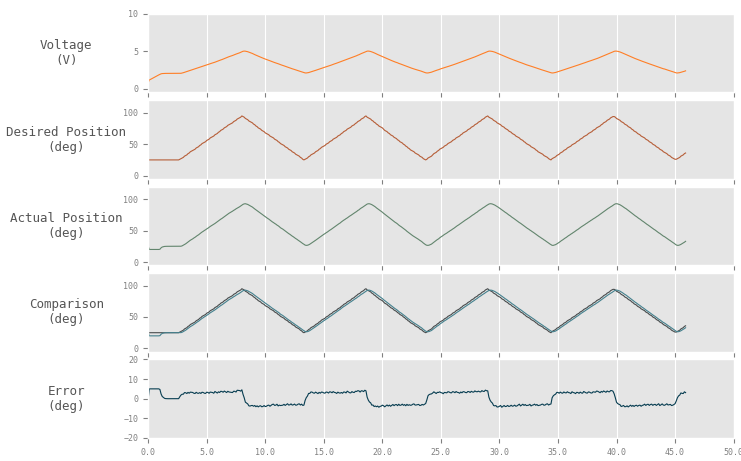 Voltage
(V)
10
5
0
Desired Position
(deg)
100
50
0
Actual Position
(deg)
100
50
0
Comparison
(deg)
100
50
0
Error
(deg)
20
10
0
−10
−20
0.0 5.0 10.0 15.0 20.0 25.0 30.0 35.0 40.0 45.0 50.0